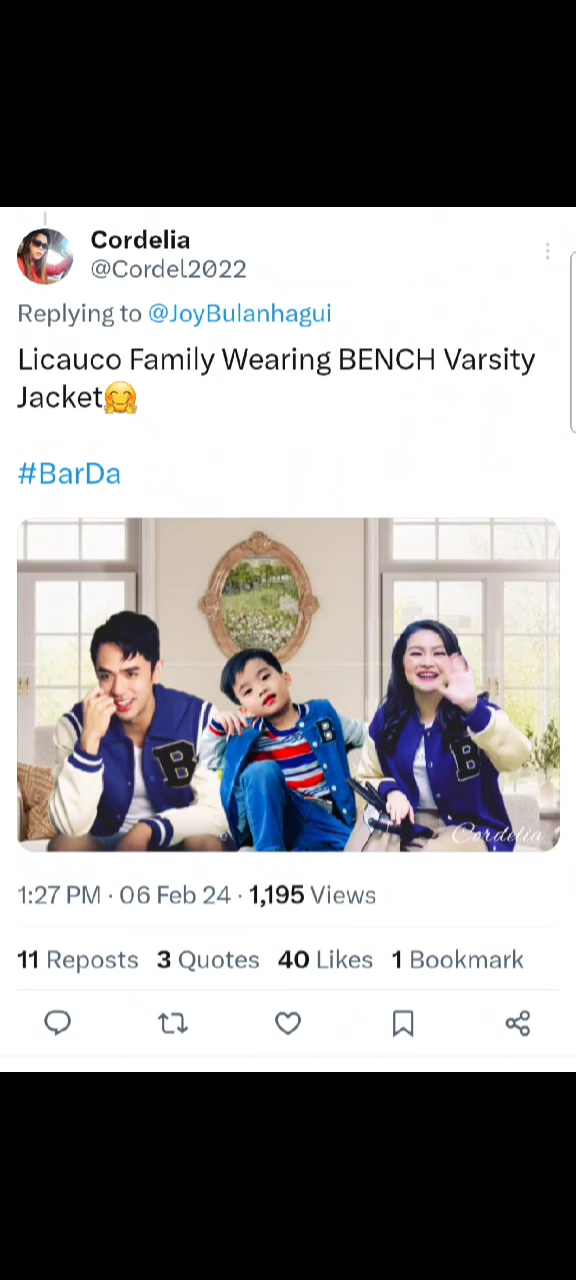 Cordelia
@Cordel2022
Replying to @JoyBulanhagui
Licauco Family Wearing BENCH Varsity
Jacket🤗
#BarDa
B
B
B
Cordelia
1:27 PM · 06 Feb 24 · 1,195 Views
11 Reposts 3 Quotes 40 Likes 1 Bookmark